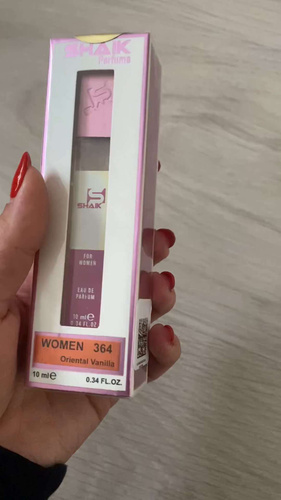 SHAIK
Parfums
S
SHAIK
FOR
WOMEN
EAU DE
PARFUM
10 ml e
0.34 FL.OZ.
WOMEN 364
Oriental Vanilla
10 ml e 0.34 FL.OZ.